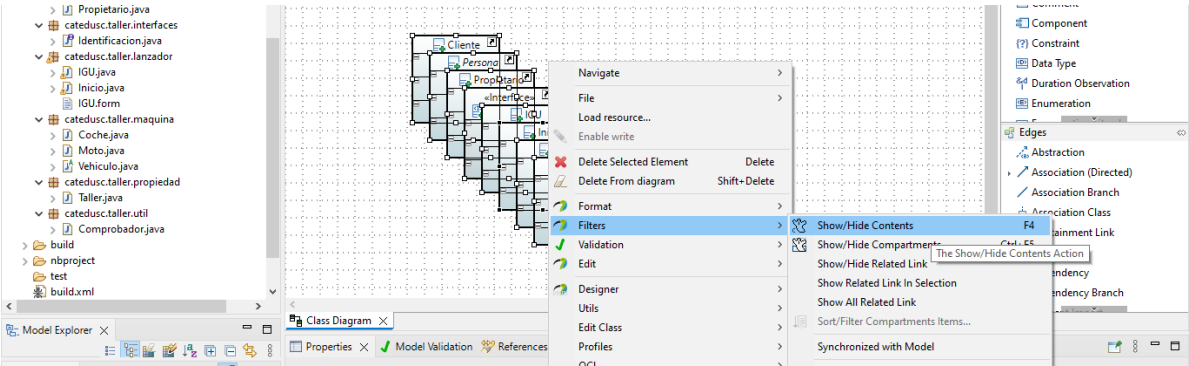 Propietario.java
catedusc.taller.interfaces
Identificacion.java
catedusc.taller.lanzador
IGU.java
Inicio.java
IGU.form
catedusc.taller.maquina
Coche.java
Moto.java
Vehiculo.java
catedusc.taller.propiedad
Taller.java
catedusc.taller.util
Comprobador.java
build
nbproject
test
build.xml
Model Explorer
Cliente
Persona
Propietario
«Interface»
IGU
Class Diagram
Properties
Model Validation
References
Navigate
File
Load resource...
Enable write
Delete Selected Element Delete
Delete From diagram Shift+Delete
Format
Filters
Validation
Edit
Designer
Utils
Edit Class
Profiles
OCL
Show/Hide Contents F4
Show/Hide Compartments
The Show/Hide Contents Action
Show/Hide Related Link
Show Related Link In Selection
Show All Related Link
Sort/Filter Compartments Items...
Synchronized with Model
Component
Constraint
Data Type
Duration Observation
Enumeration
Edges
Abstraction
Association (Directed)
Association Branch
Association Class